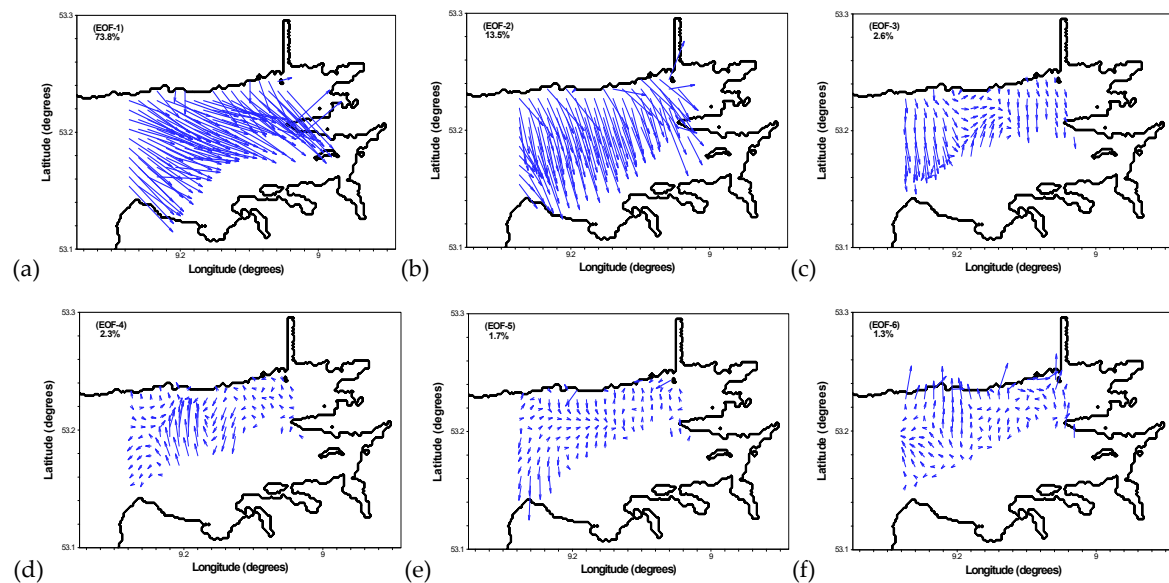 53.3
(EOF-1)
73.8%
Latitude (degrees)
53.2
53.1
9.2
9
Longitude (degrees)
(a)
53.3
(EOF-2)
13.5%
Latitude (degrees)
53.2
53.1
9.2
9
Longitude (degrees)
(b)
53.3
(EOF-3)
2.6%
Latitude (degrees)
53.2
53.1
9.2
9
Longitude (degrees)
(c)
53.3
(EOF-4)
2.3%
Latitude (degrees)
53.2
53.1
9.2
9
Longitude (degrees)
(d)
53.3
(EOF-5)
1.7%
Latitude (degrees)
53.2
53.1
9.2
9
Longitude (degrees)
(e)
53.3
(EOF-6)
1.3%
Latitude (degrees)
53.2
53.1
9.2
9
Longitude (degrees)
(f)